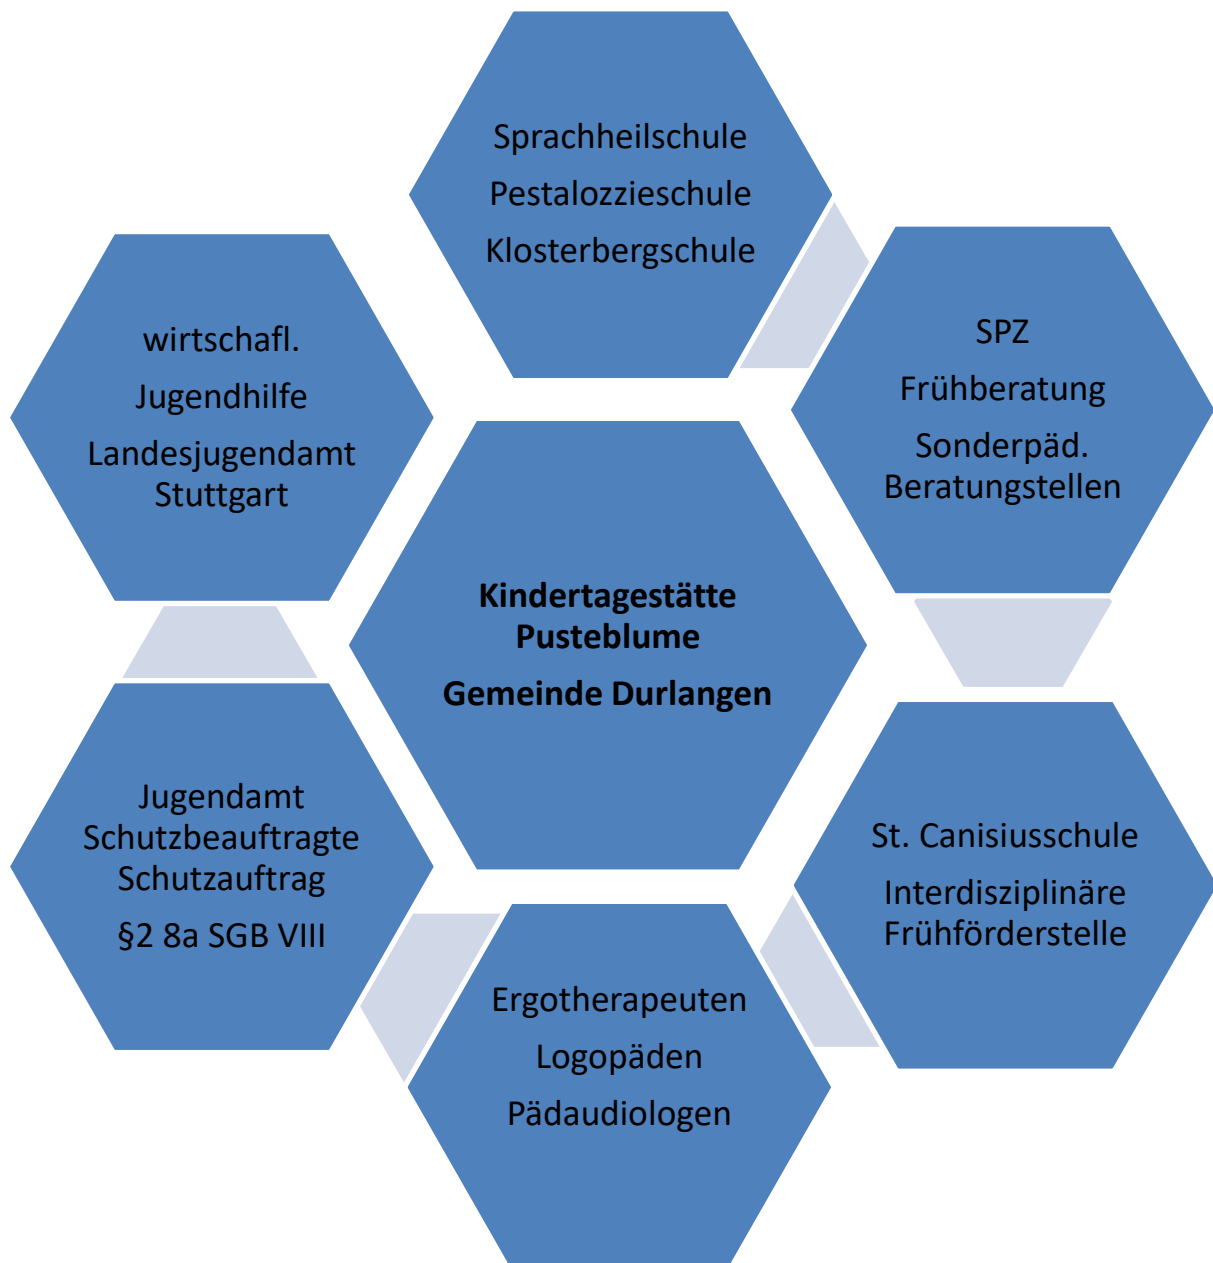 Sprachheilschule
Pestalozzieschule
Klosterbergschule
SPZ
Frühberatung
Sonderpäd.
Beratungstellen
St. Canisiusschule
Interdisziplinäre
Frühförderstelle
Ergotherapeuten
Logopäden
Pädaudiologen
Jugendamt
Schutzbeauftragte
Schutzauftrag
§2 8a SGB VIII
wirtschafl.
Jugendhilfe
Landesjugendamt
Stuttgart
Kindertagestätte
Pusteblume
Gemeinde Durlangen